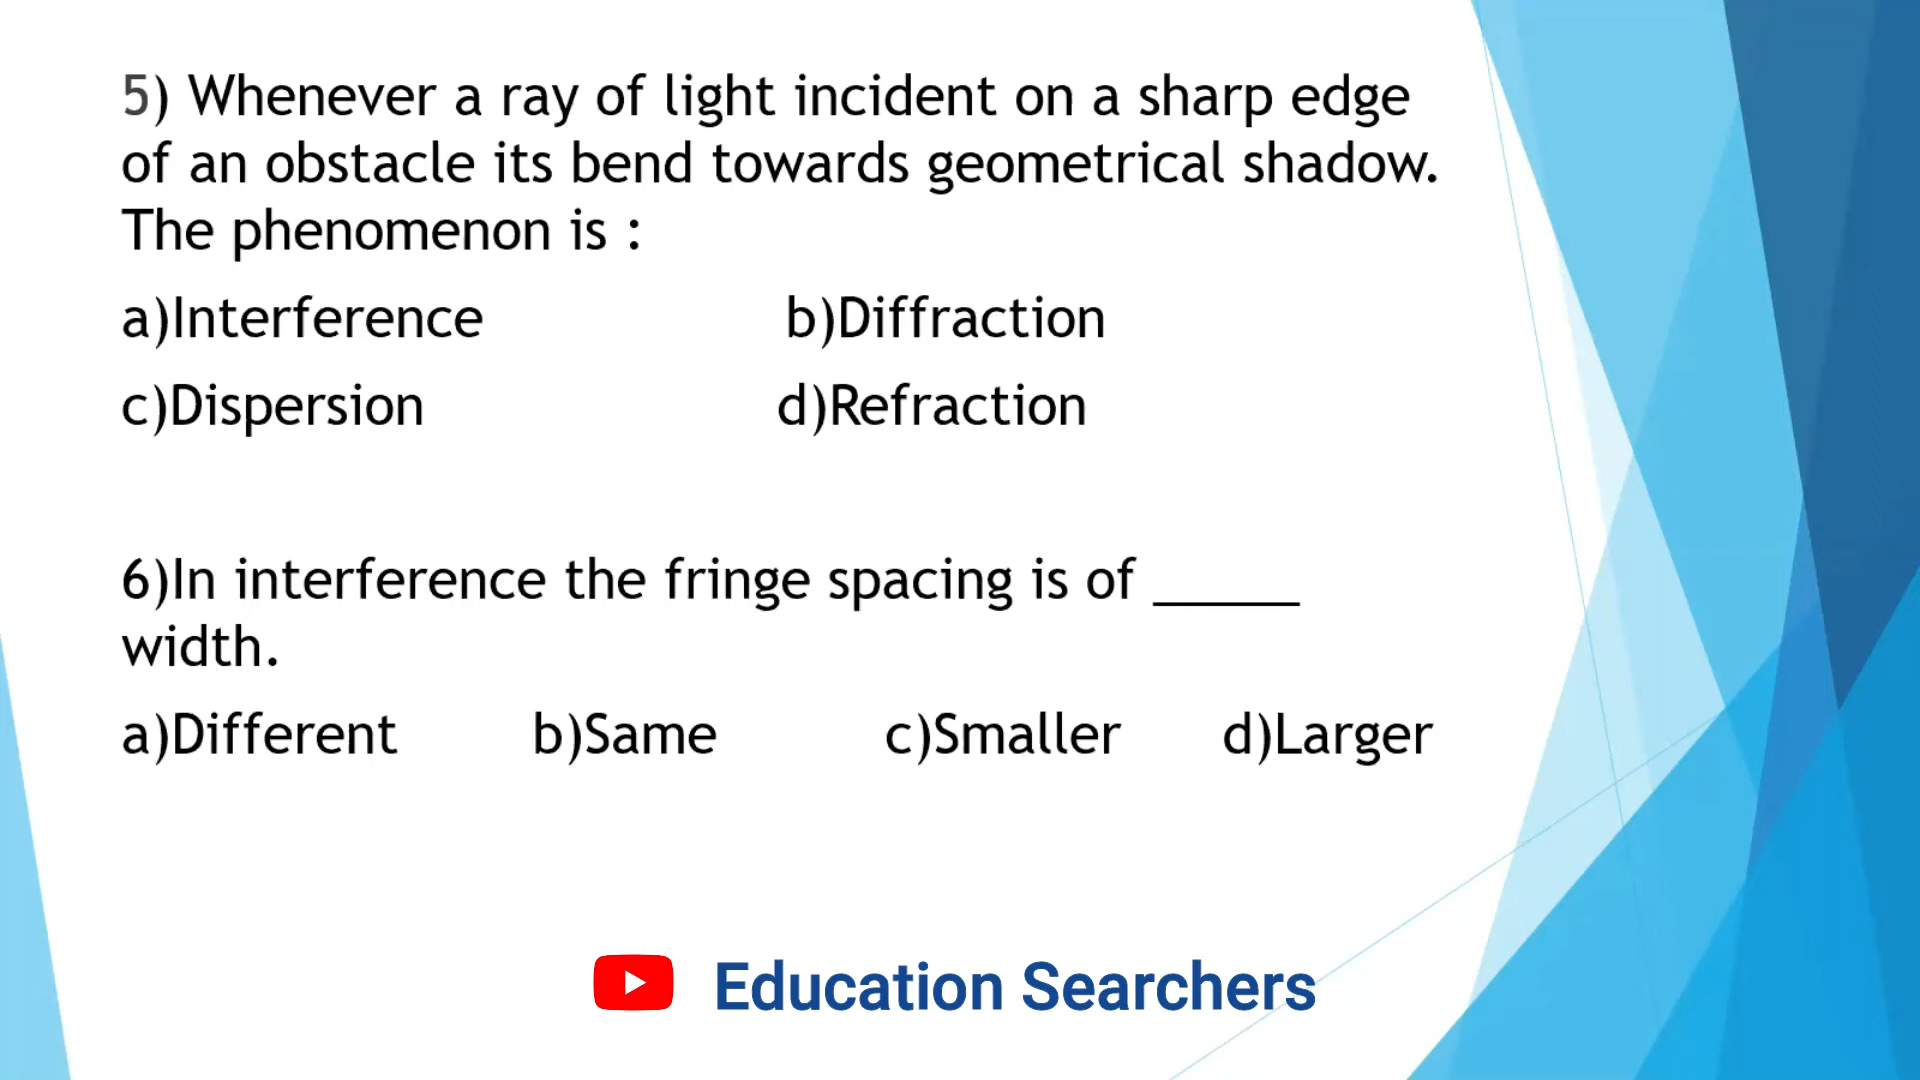 5) Whenever a ray of light incident on a sharp edge
of an obstacle its bend towards geometrical shadow.
The phenomenon is :
a)Interference b)Diffraction
c)Dispersion d)Refraction
6)In interference the fringe spacing is of _____
width.
a)Different b)Same c)Smaller d)Larger
Education Searchers